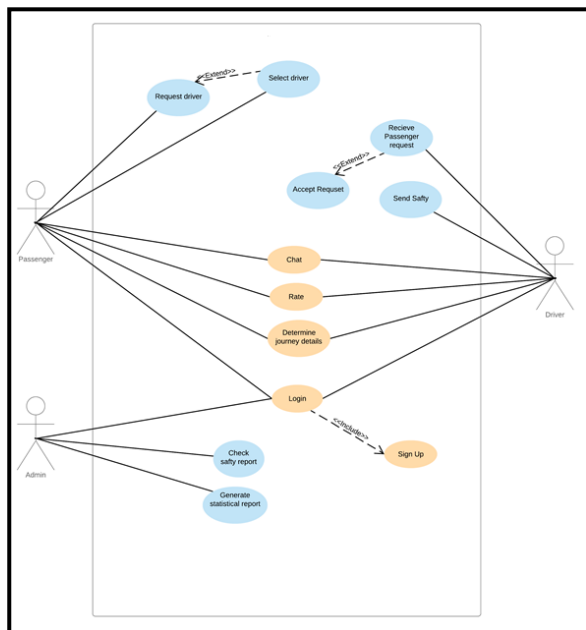 <<Extend>>
Select driver
Request driver
Recieve
Passenger
request
<<Extend>>
Accept Requset
Send Safty
Passenger
Chat
Rate
Driver
Determine
journey details
Login
<<Include>>
Sign Up
Admin
Check
safty report
Generate
statistical report